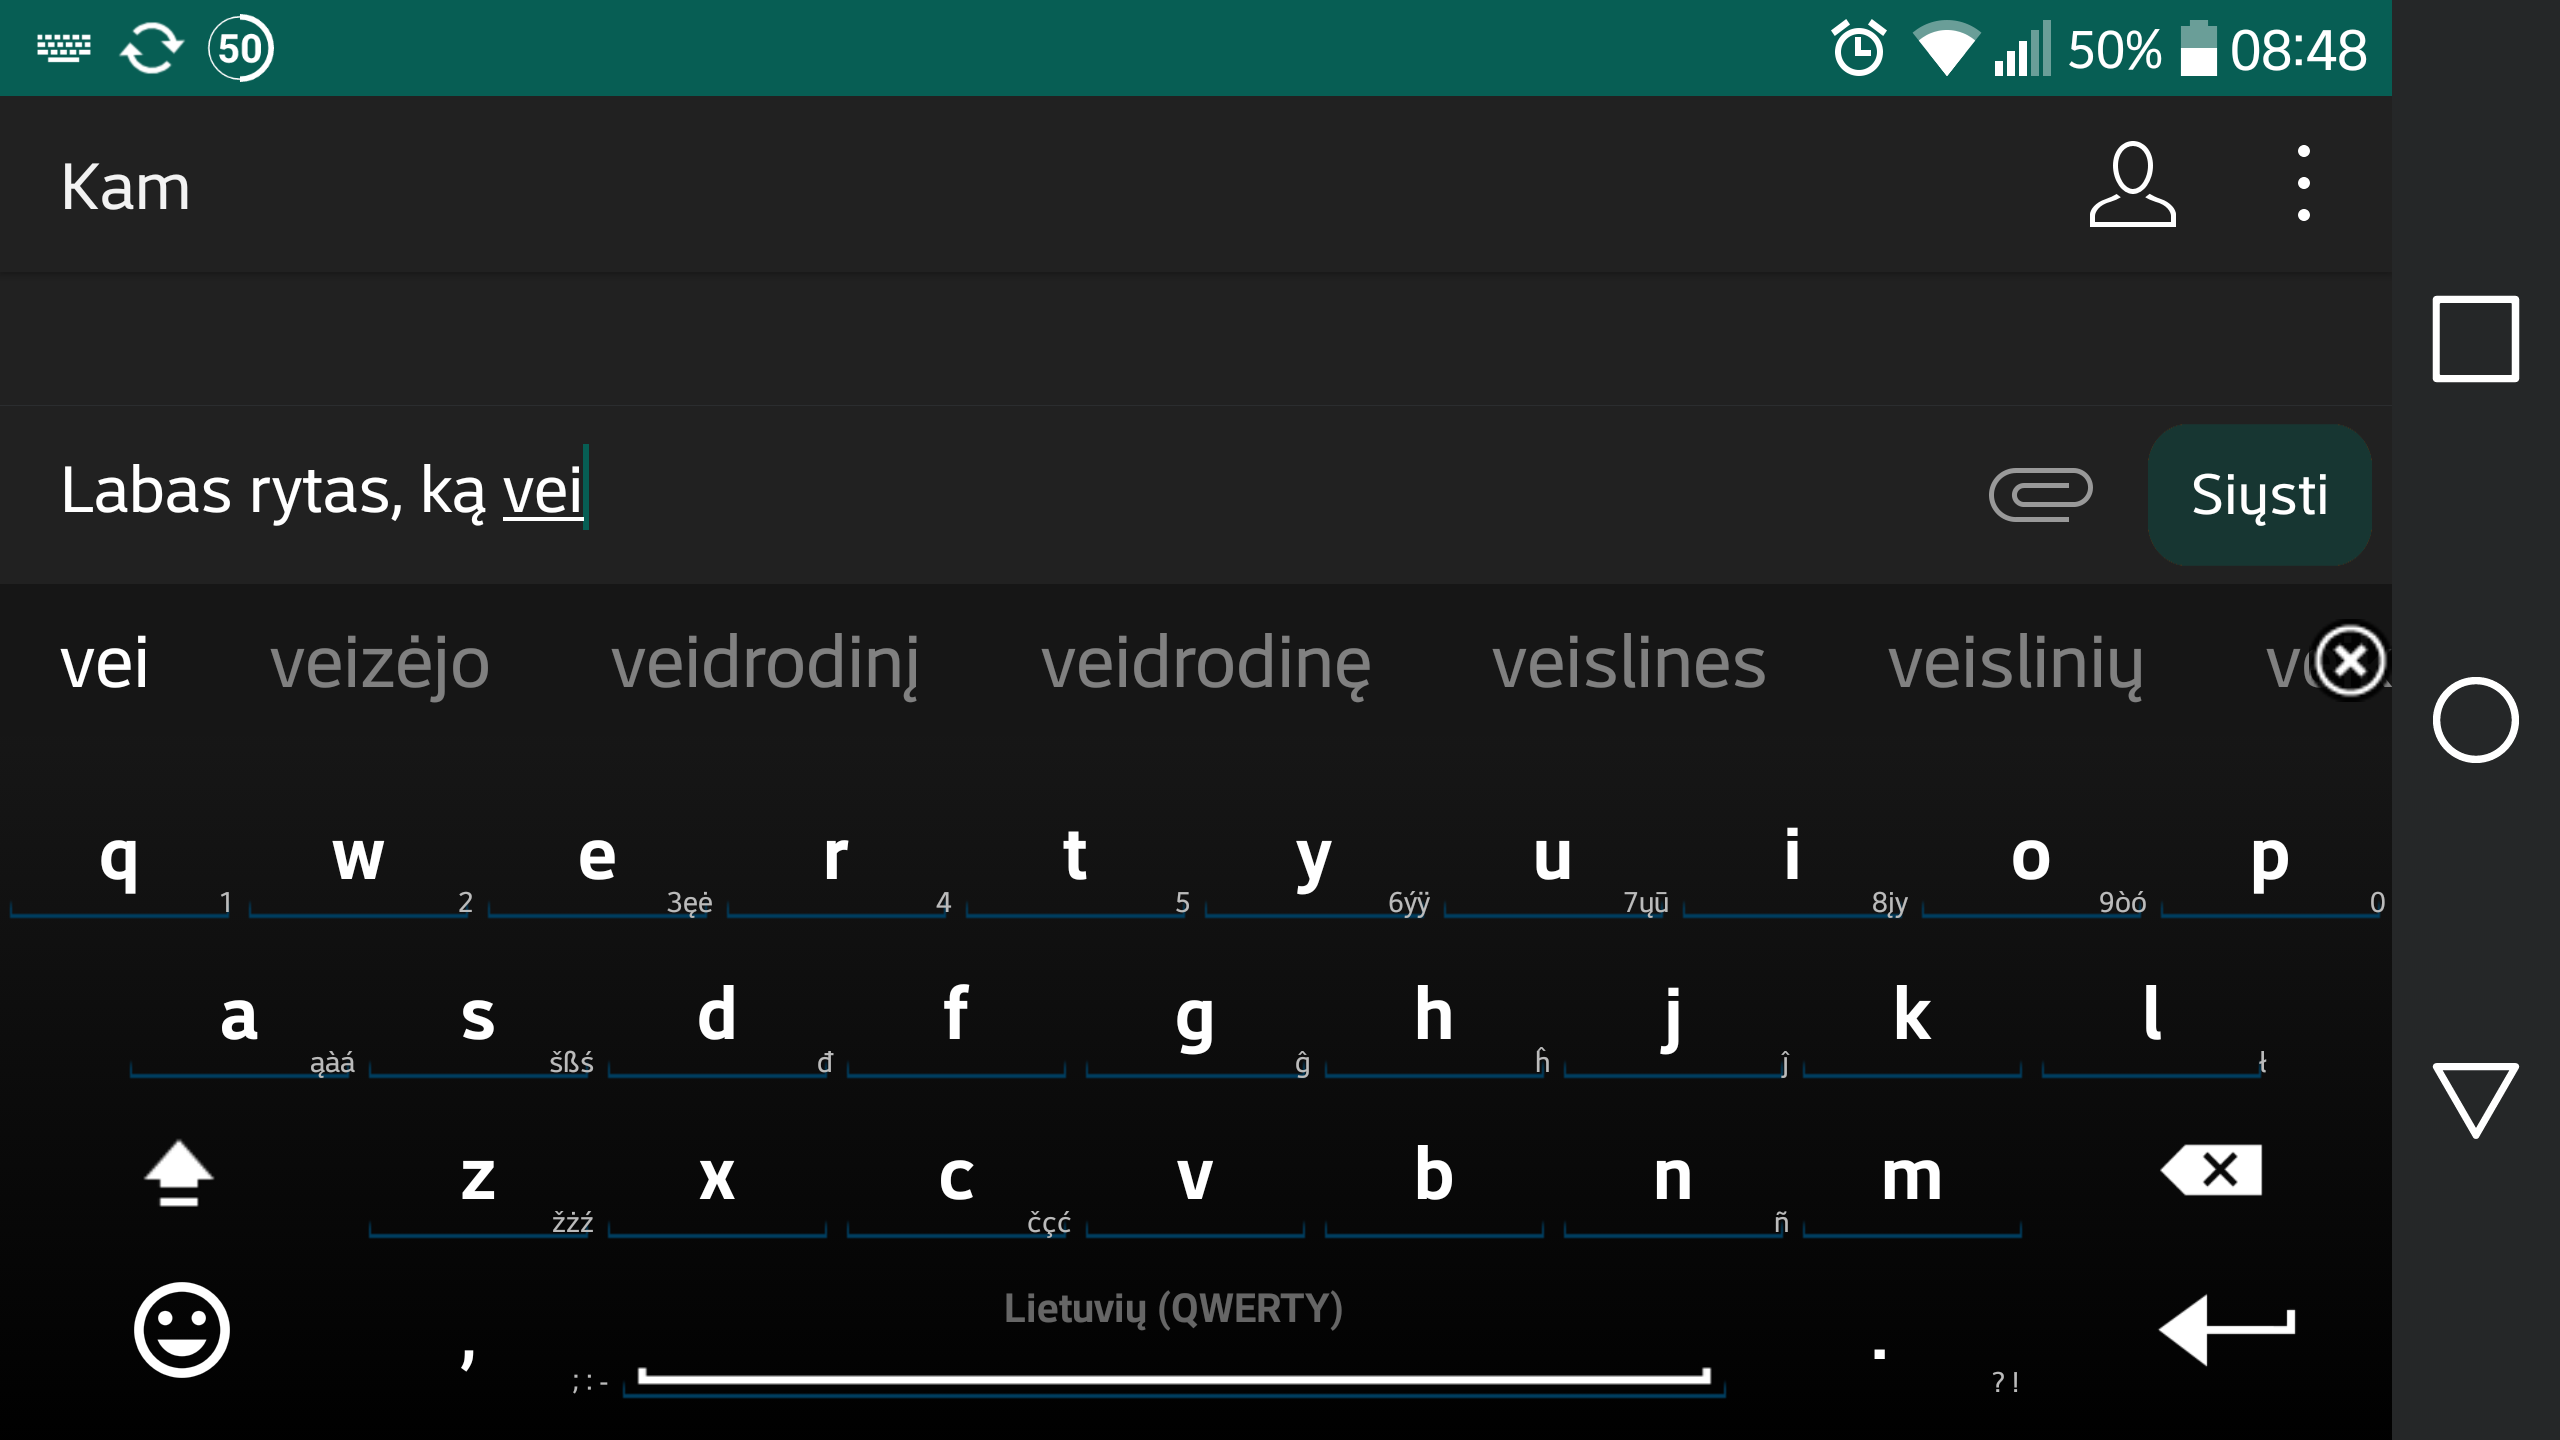 50 50% 08:48
Kam
Labas rytas, ką vei
Siųsti
vei veizėjo veidrodinį veidrodinę veislines veislinių
q w e r t y u i o p
1 2 3ęė 4 5 6ýÿ 7ųū 8įy 9òó 0
a s d f g h j k l
ąàá šßś đ ĝ ĥ ĵ ł
z x c v b n m
žżź čçć ñ
Lietuvių (QWERTY)
, .
;:- ?!